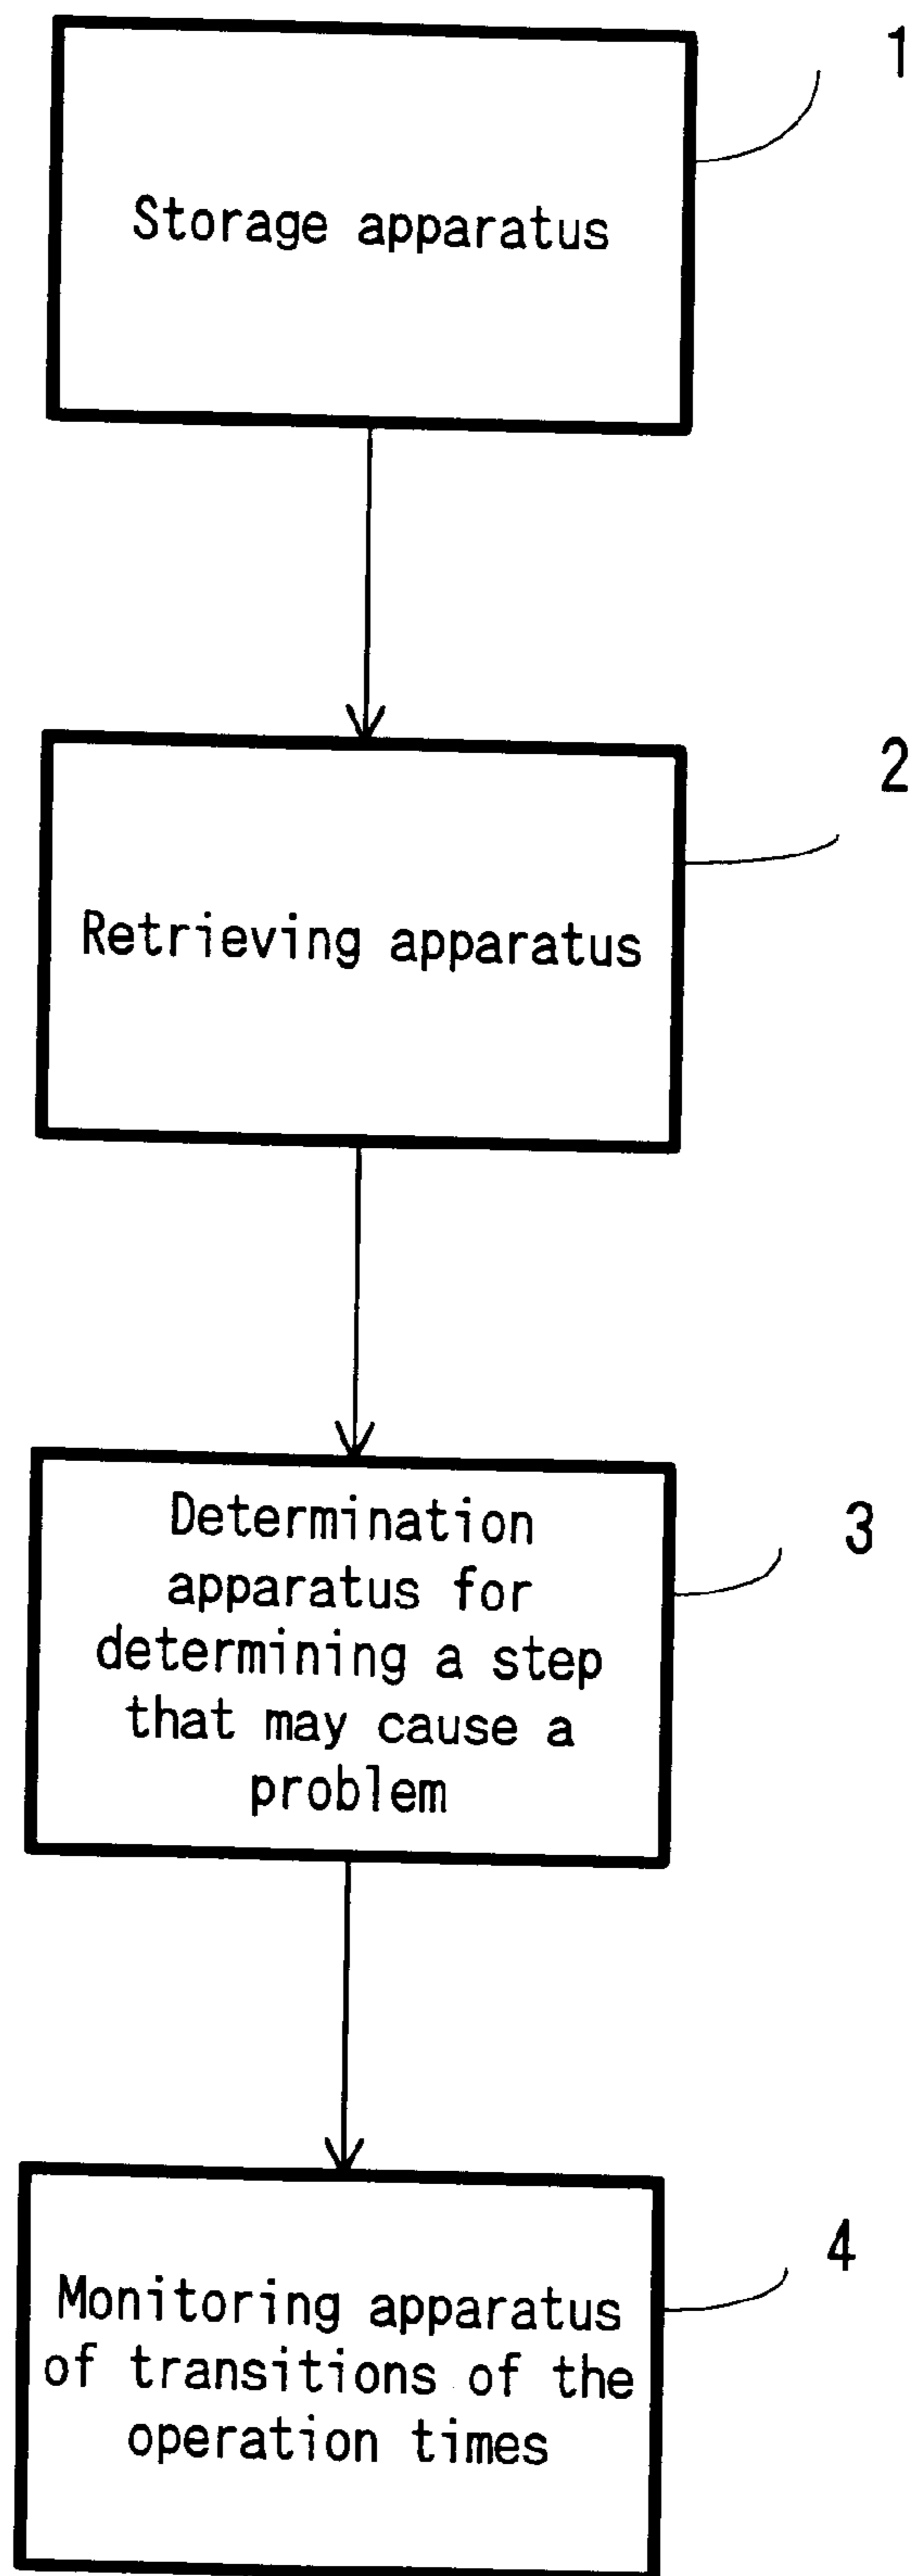 1
Storage apparatus
2
Retrieving apparatus
3
Determination
apparatus for
determining a step
that may cause a
problem
4
Monitoring apparatus
of transitions of the
operation times